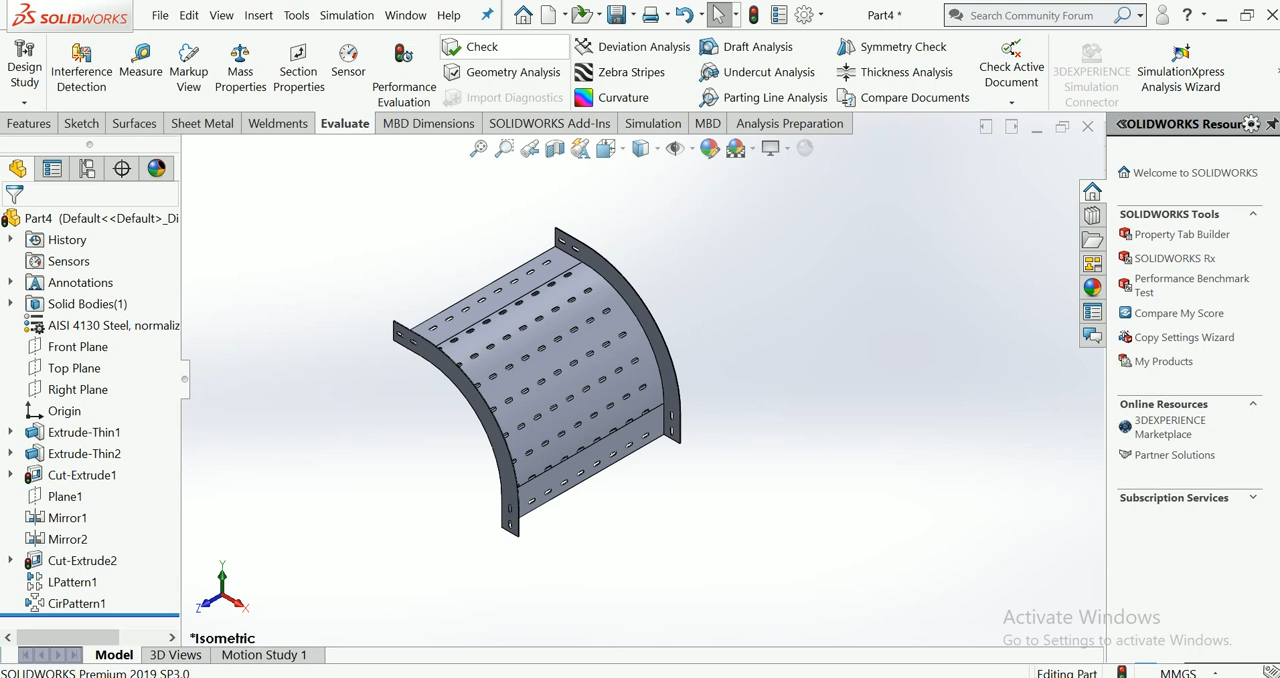 3S SOLIDWORKS
File Edit View Insert Tools Simulation Window Help
Part4 *
Search Community Forum
?
Design Study
Interference Detection
Measure
Markup View
Mass Properties
Section Properties
Sensor
Performance Evaluation
Check
Geometry Analysis
Import Diagnostics
Deviation Analysis
Zebra Stripes
Curvature
Draft Analysis
Undercut Analysis
Parting Line Analysis
Symmetry Check
Thickness Analysis
Compare Documents
Check Active Document
3DEXPERIENCE Simulation Connector
SimulationXpress Analysis Wizard
Features Sketch Surfaces Sheet Metal Weldments Evaluate MBD Dimensions SOLIDWORKS Add-Ins Simulation MBD Analysis Preparation
Part4 (Default<<Default>_Di
History
Sensors
Annotations
Solid Bodies(1)
AISI 4130 Steel, normaliz
Front Plane
Top Plane
Right Plane
Origin
Extrude-Thin1
Extrude-Thin2
Cut-Extrude1
Plane1
Mirror1
Mirror2
Cut-Extrude2
LPattern1
CirPattern1
Y
Z
X
*Isometric
Model 3D Views Motion Study 1
SOLIDWORKS Premium 2019 SP3.0
Editing Part
MMGS
SOLIDWORKS Resour
Welcome to SOLIDWORKS
SOLIDWORKS Tools
Property Tab Builder
SOLIDWORKS Rx
Performance Benchmark
Test
Compare My Score
Copy Settings Wizard
My Products
Online Resources
3DEXPERIENCE
Marketplace
Partner Solutions
Subscription Services
Activate Windows
Go to Settings to activate Windows.